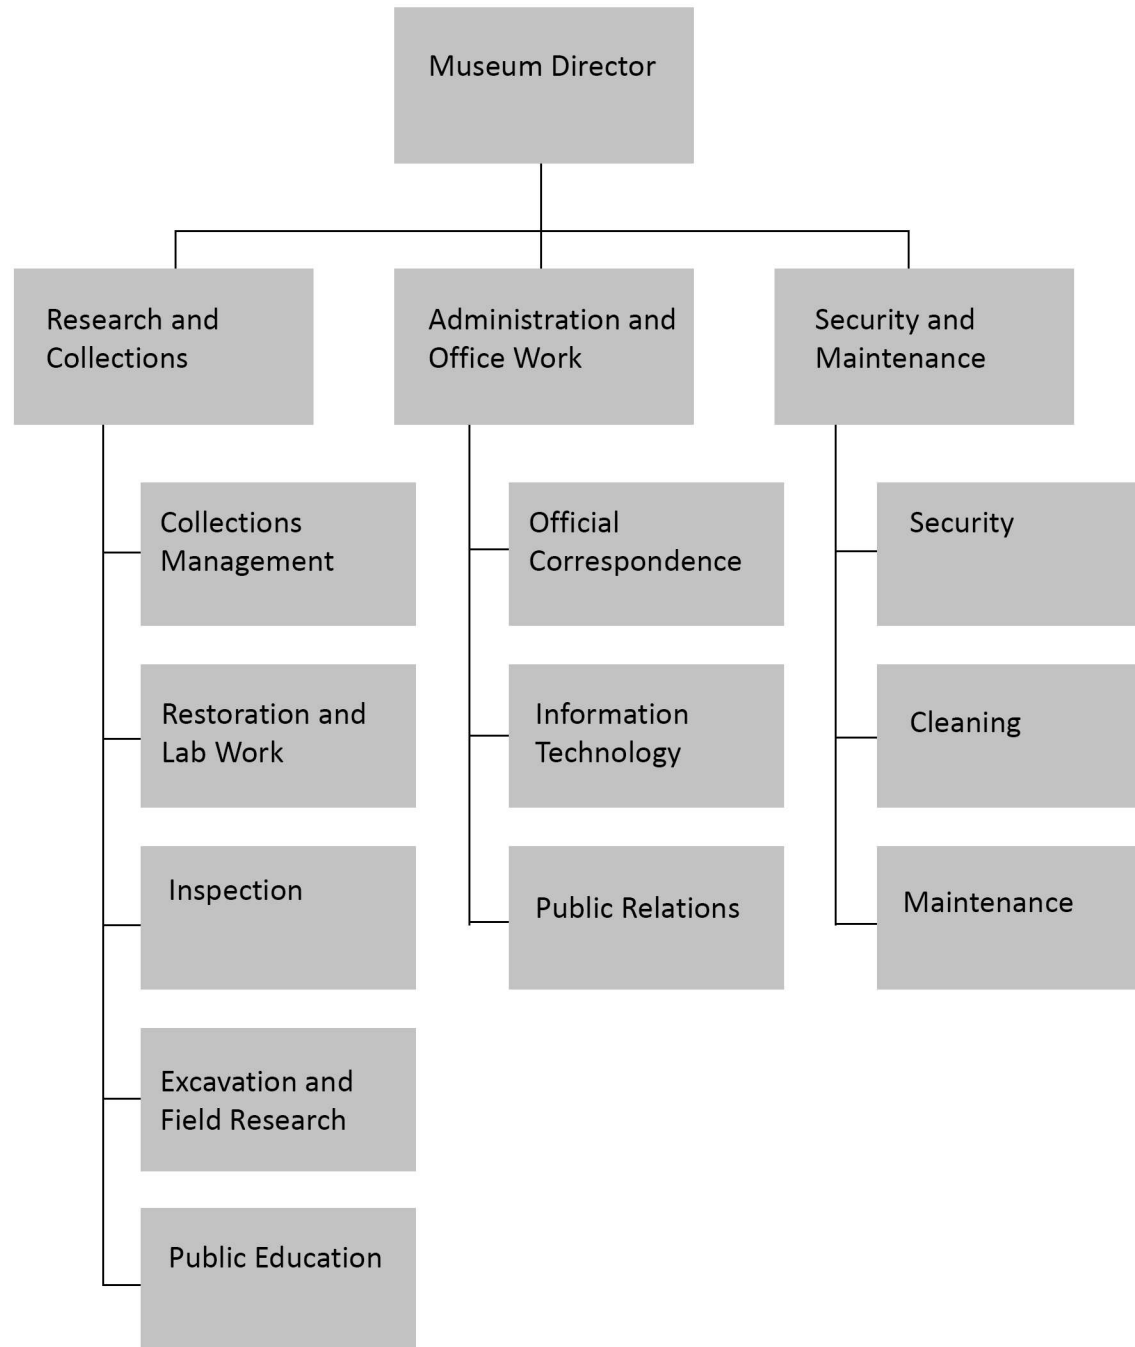 Museum Director
Research and
Collections
Administration and
Office Work
Security and
Maintenance
Collections
Management
Restoration and
Lab Work
Inspection
Excavation and
Field Research
Public Education
Official
Correspondence
Information
Technology
Public Relations
Security
Cleaning
Maintenance